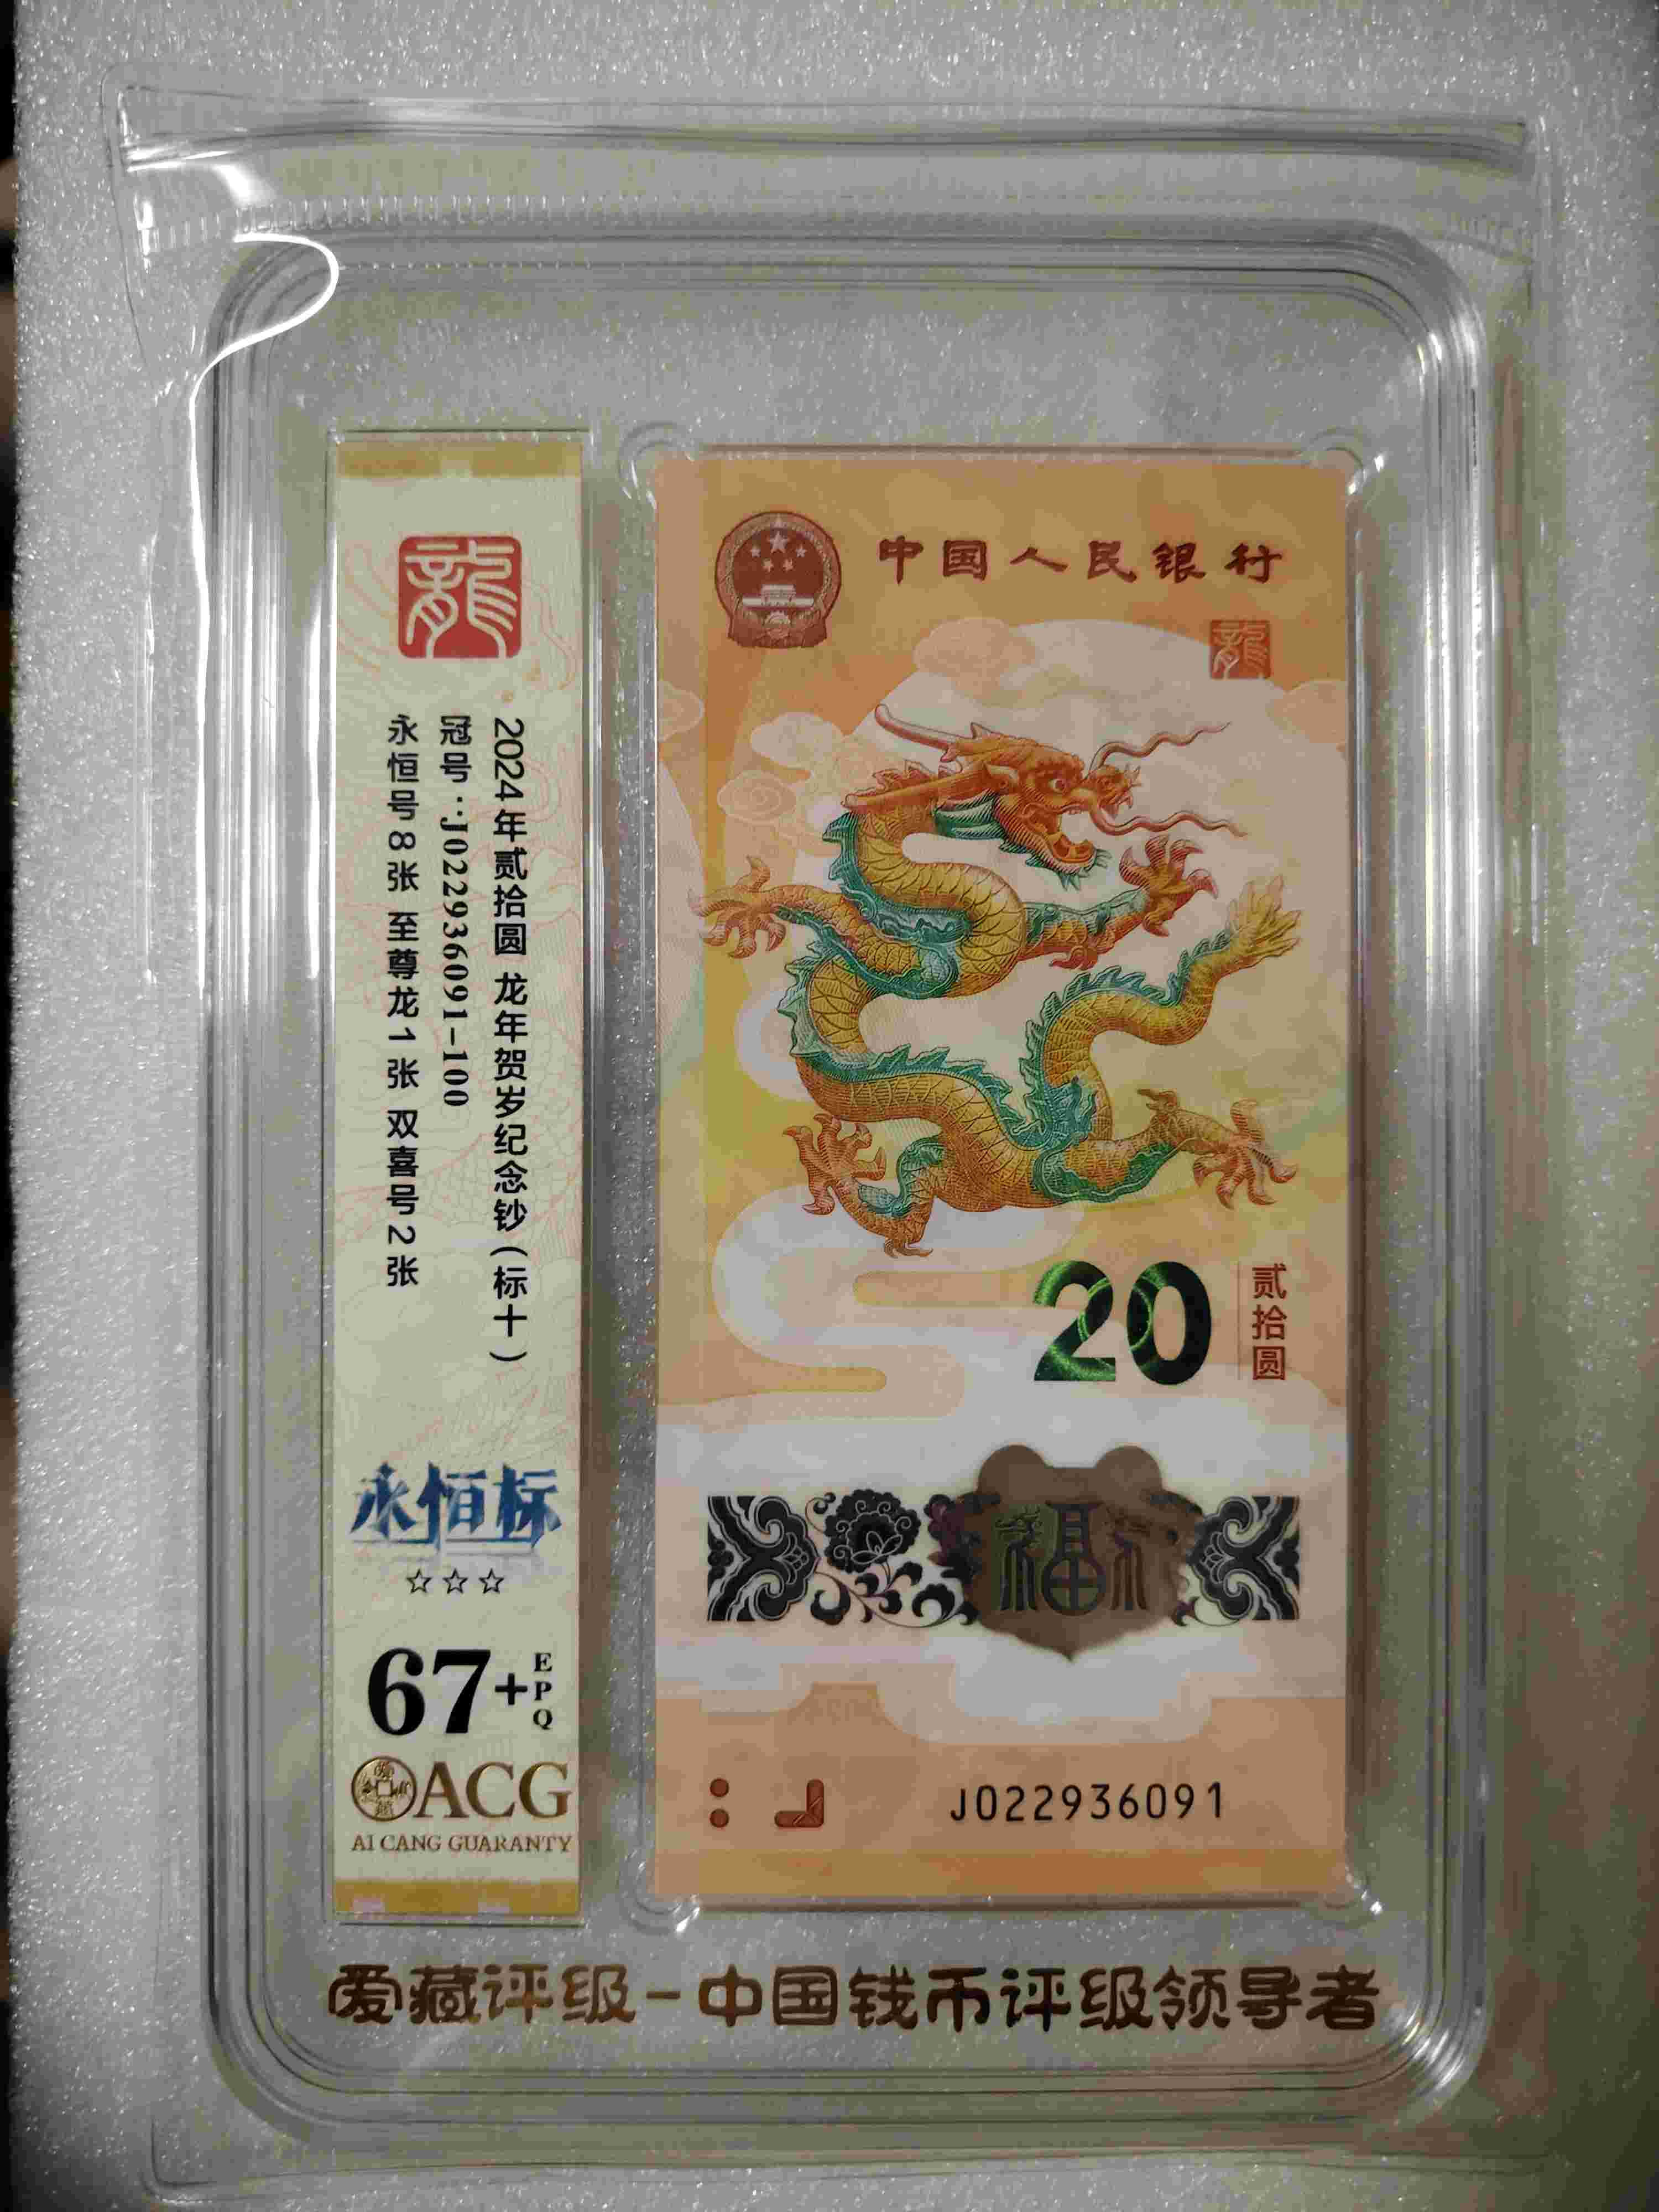 龍
2024年贰拾圆 龙年贺岁纪念钞(标十)
冠号:J022936091-100
永恒号8张 至尊龙1张 双喜号2张
永恒标
☆☆☆
67+EPQ
ACG
AI CANG GUARANTY
中国人民银行
龍
20
贰拾圆
福
J022936091
爱藏评级-中国钱币评级领导者